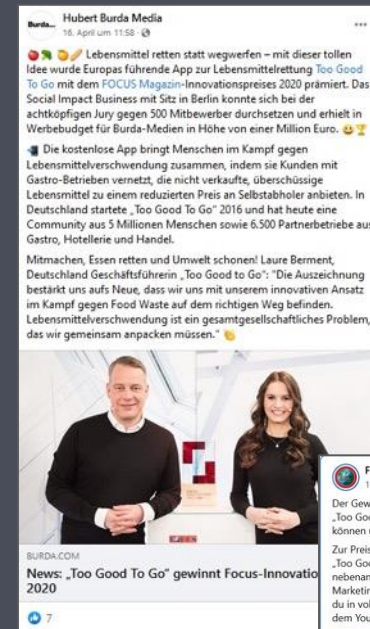 Burda...
Hubert Burda Media
16. April um 11:58
Lebensmittel retten statt wegwerfen – mit dieser tollen
Idee wurde Europas führende App zur Lebensmittelrettung Too Good
To Go mit dem FOCUS Magazin-Innovationspreises 2020 prämiert. Das
Social Impact Business mit Sitz in Berlin konnte sich bei der
achtköpfigen Jury gegen 500 Mitbewerber durchsetzen und erhielt in
Werbebudget für Burda-Medien in Höhe von einer Million Euro.
Die kostenlose App bringt Menschen im Kampf gegen
Lebensmittelverschwendung zusammen, indem sie Kunden mit
Gastro-Betrieben vernetzt, die nicht verkaufte, überschüssige
Lebensmittel zu einem reduzierten Preis an Selbstabholer anbieten. In
Deutschland startete „Too Good To Go" 2016 und hat heute eine
Community aus 5 Millionen Menschen sowie 6.500 Partnerbetriebe aus
Gastro, Hotellerie und Handel.
Mitmachen, Essen retten und Umwelt schonen! Laure Berment,
Deutschland Geschäftsführerin „Too Good to Go": "Die Auszeichnung
bestärkt uns aufs Neue, dass wir uns mit unserem innovativen Ansatz
im Kampf gegen Food Waste auf dem richtigen Weg befinden.
Lebensmittelverschwendung ist ein gesamtgesellschaftliches Problem,
das wir gemeinsam anpacken müssen."
BURDA.COM
News: „Too Good To Go" gewinnt Focus-Innovatio
2020
7
F
1
Der Gew
„Too Goo
können u
Zur Preis
„Too Goo
nebenan
Marketin
du in vol
dem You